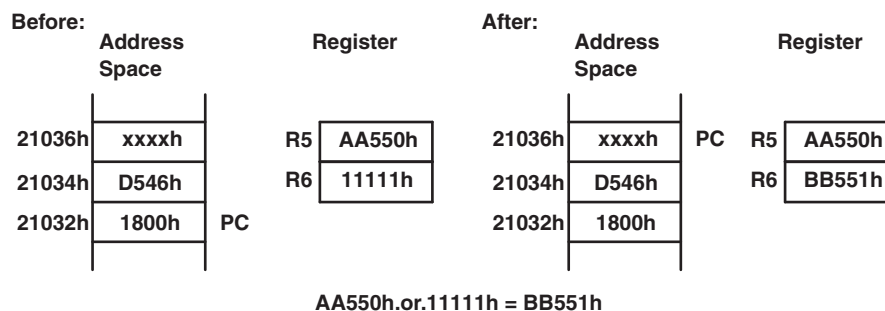 Before:
Address
Space
Register
21036h xxxxh R5 AA550h
21034h D546h R6 11111h
21032h 1800h PC
After:
Address
Space
Register
21036h xxxxh PC R5 AA550h
21034h D546h R6 BB551h
21032h 1800h
AA550h.or.11111h = BB551h